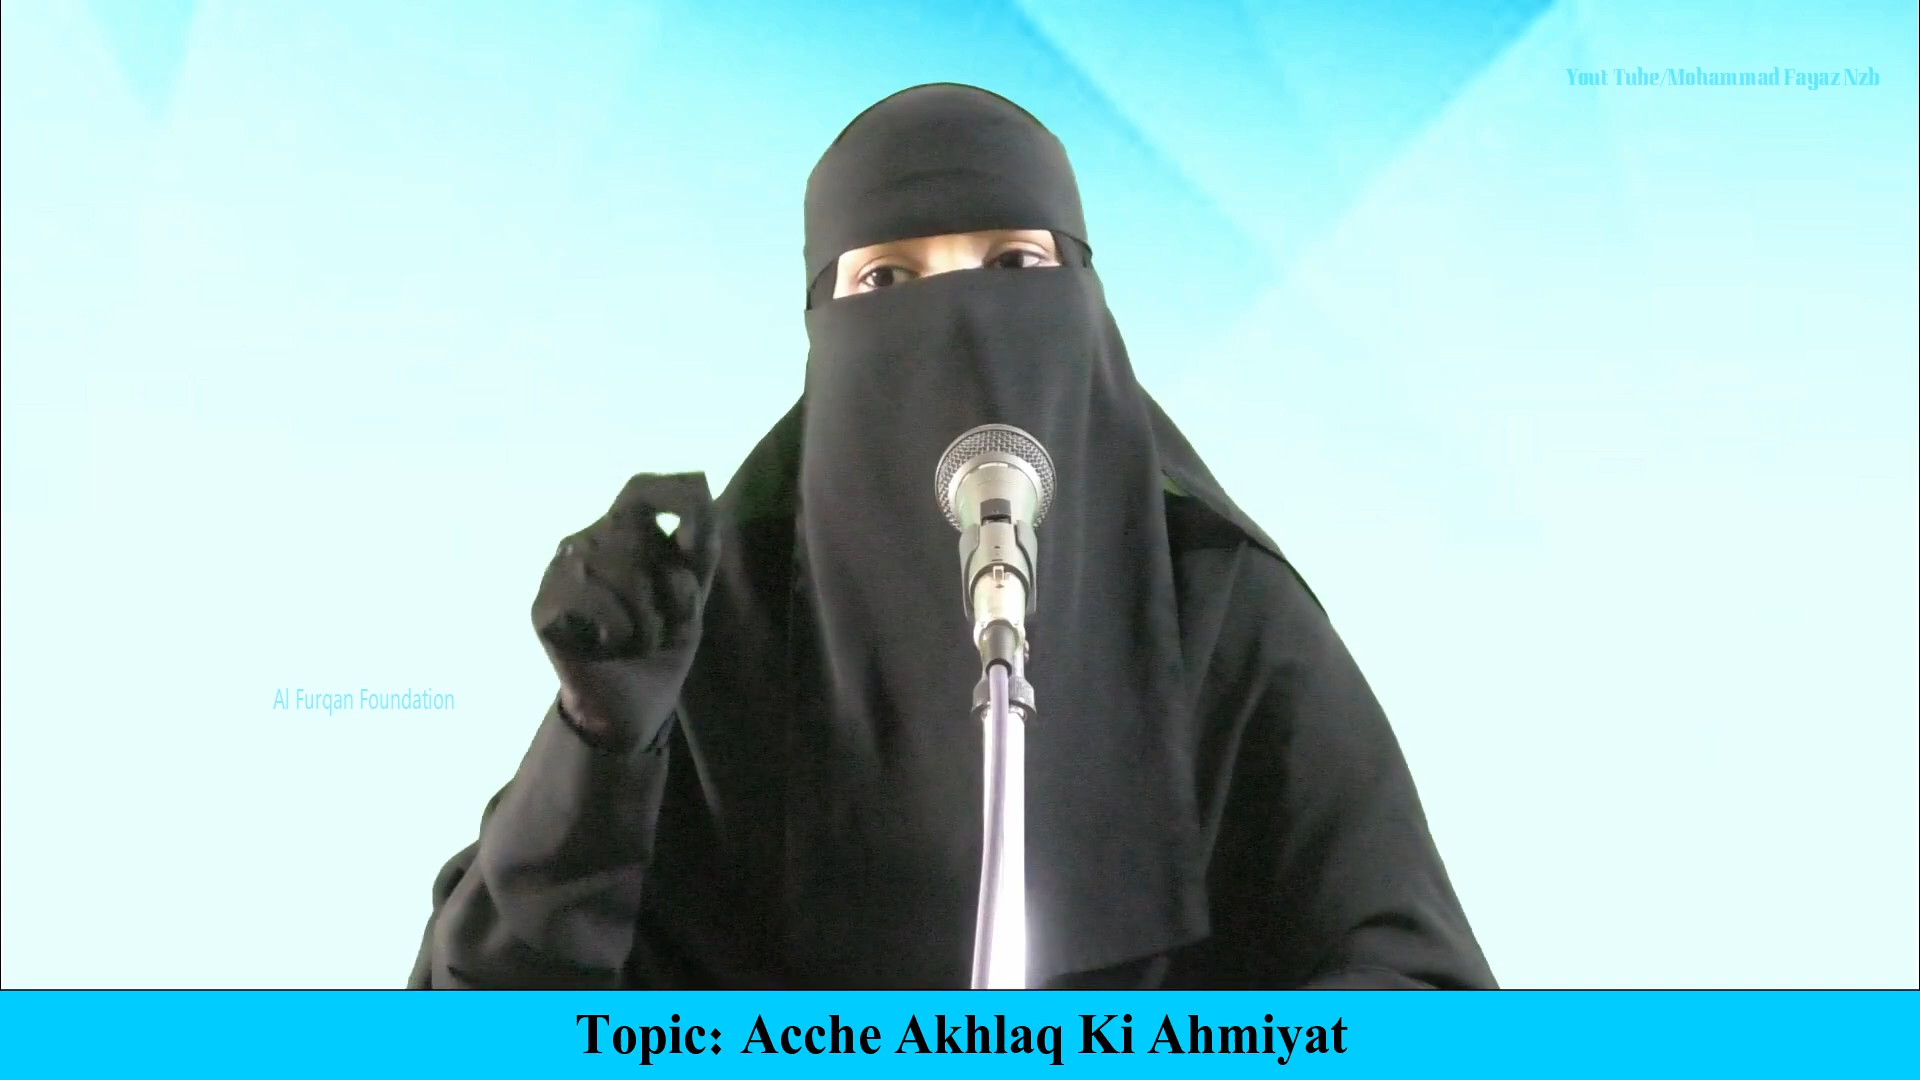 Yout Tube/Mohammad Fayaz Nzb
Al Furqan Foundation
Topic: Acche Akhlaq Ki Ahmiyat